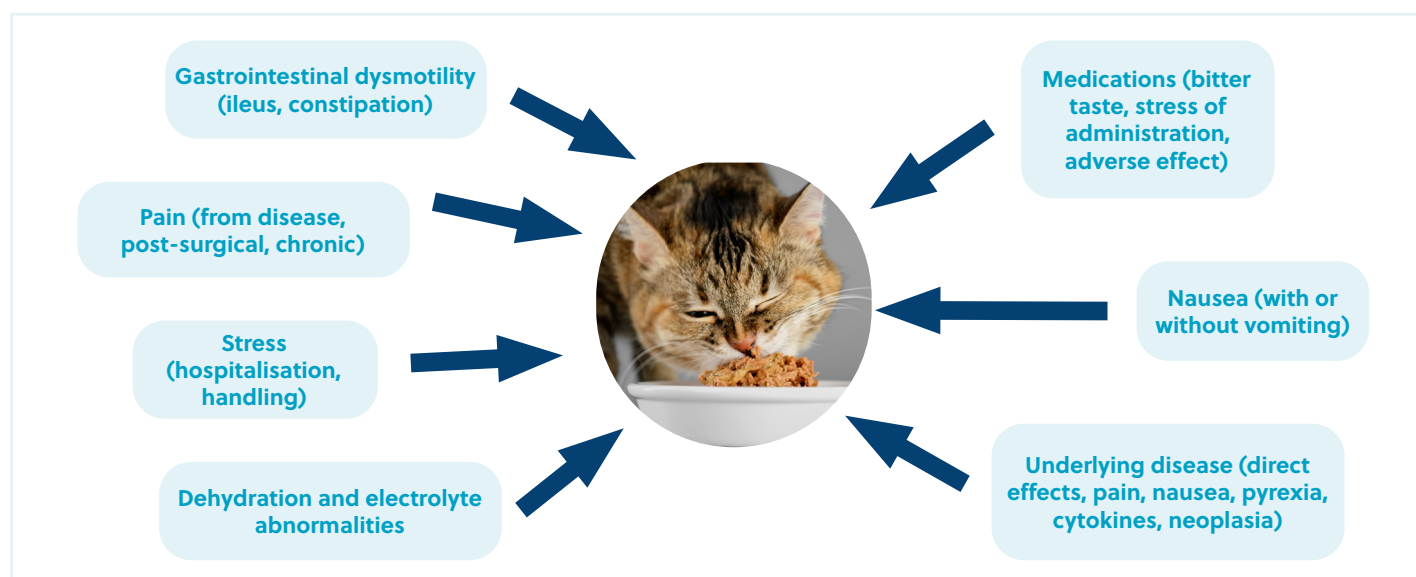 Gastrointestinal dysmotility
(ileus, constipation)
Pain (from disease,
post-surgical, chronic)
Stress
(hospitalisation,
handling)
Dehydration and electrolyte
abnormalities
Medications (bitter
taste, stress of
administration,
adverse effect)
Nausea (with or
without vomiting)
Underlying disease (direct
effects, pain, nausea, pyrexia,
cytokines, neoplasia)